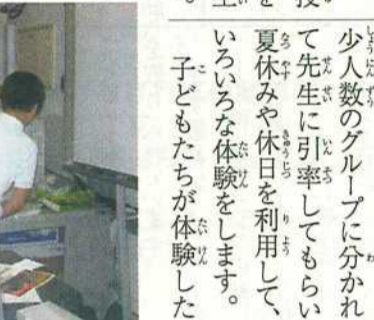 少人数のグループに分かれ
て先生に引率してもらい
夏休みや休日を利用して、
いろいろな体験をします。
子どもたちが体験した